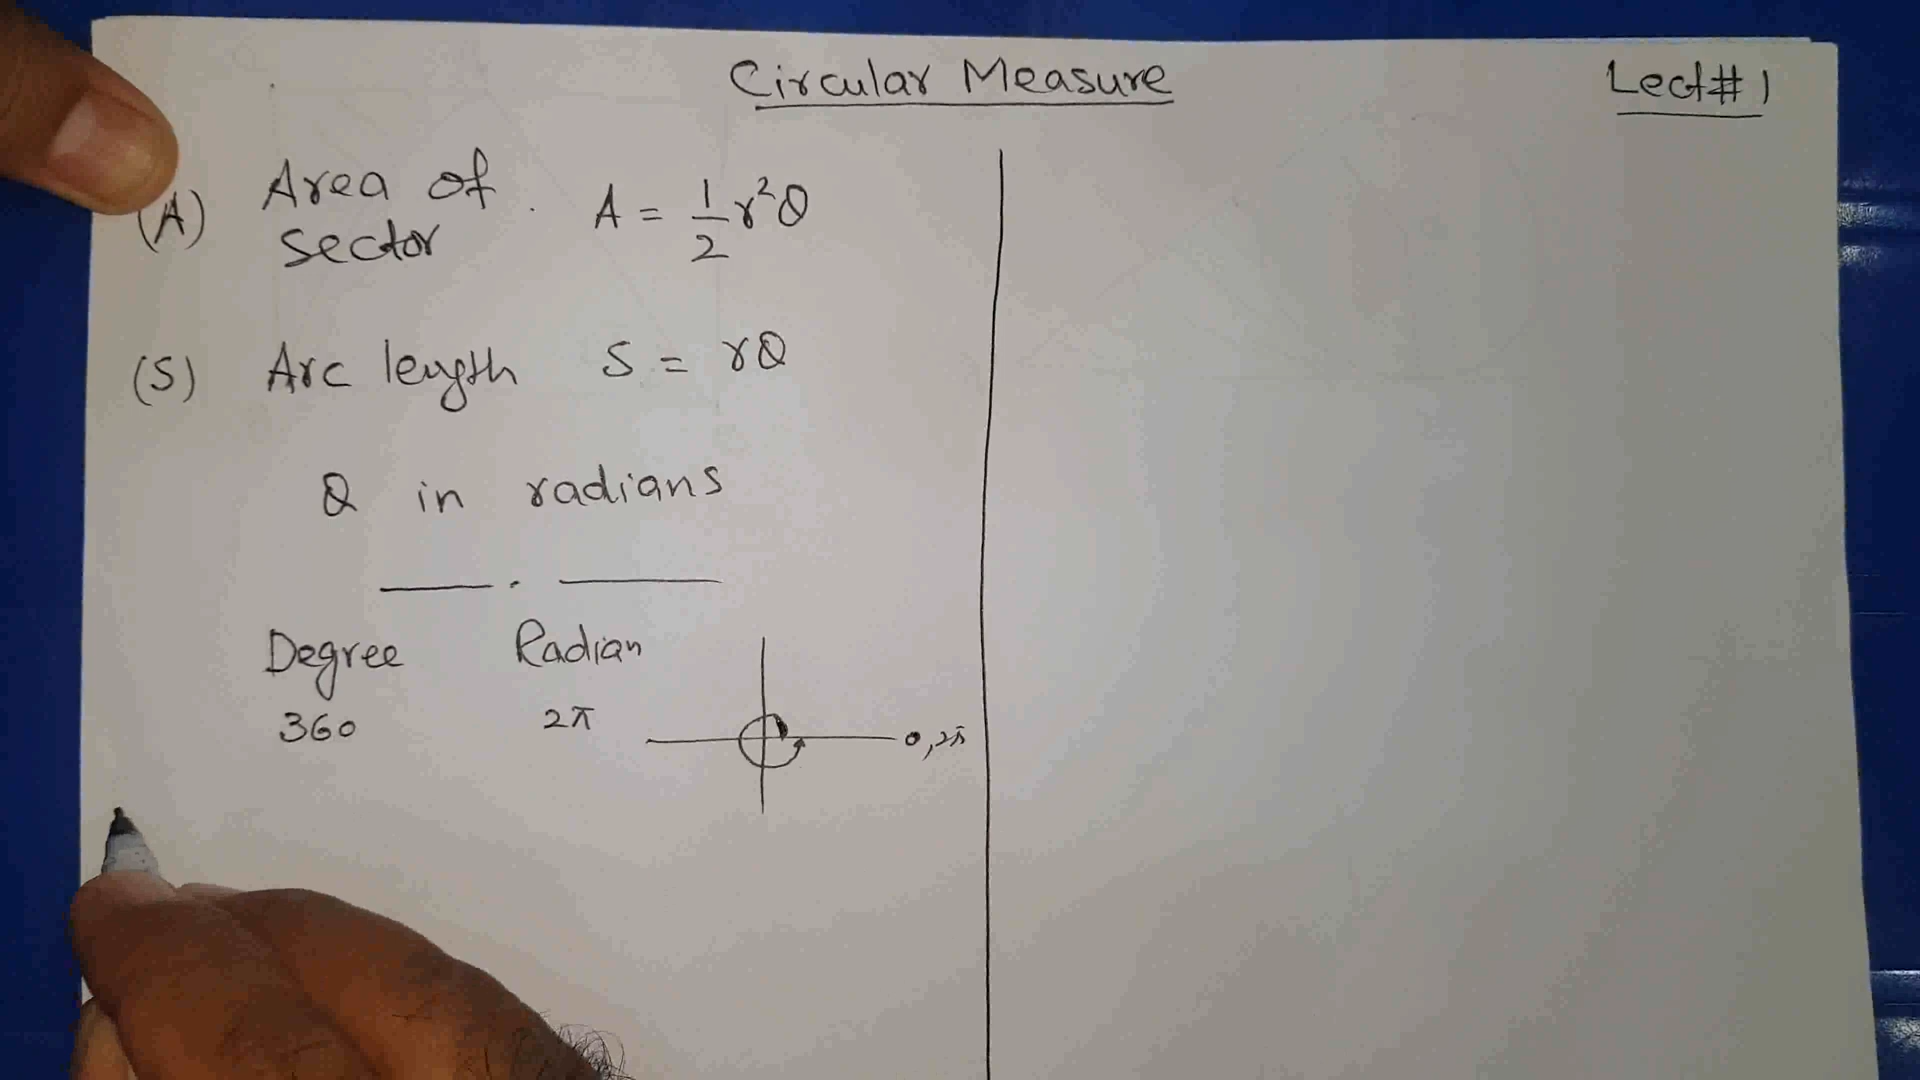 Circular Measure
Lect# 1
(A) Area of sector . A = 1/2 r²θ
(S) Arc length S = rθ
θ in radians
Degree Radian
360 2π
0,2π